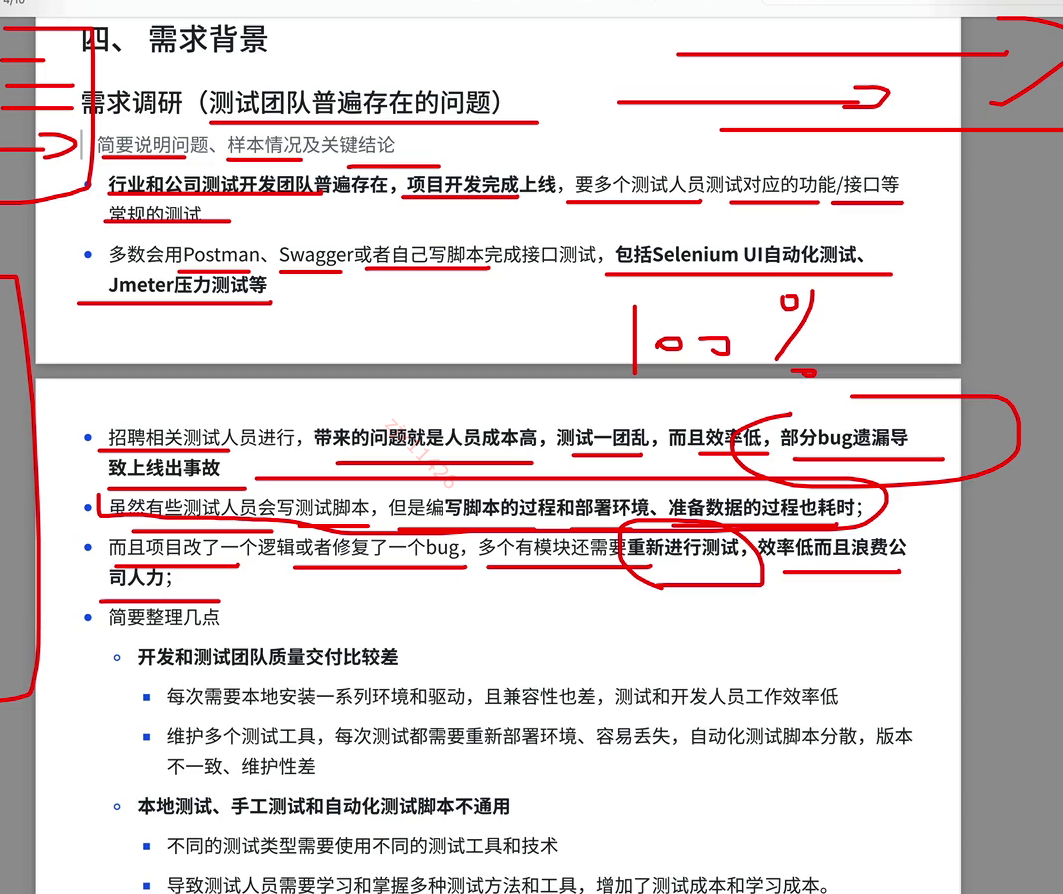 4/10
四、 需求背景
需求调研（测试团队普遍存在的问题）
简要说明问题、样本情况及关键结论
行业和公司测试开发团队普遍存在，项目开发完成上线，要多个测试人员测试对应的功能/接口等
常规的测试
多数会用Postman、Swagger或者自己写脚本完成接口测试，包括Selenium UI自动化测试、
Jmeter压力测试等
100 %
招聘相关测试人员进行，带来的问题就是人员成本高，测试一团乱，而且效率低，部分bug遗漏导
致上线出事故
虽然有些测试人员会写测试脚本，但是编写脚本的过程和部署环境、准备数据的过程也耗时；
而且项目改了一个逻辑或者修复了一个bug，多个有模块还需要重新进行测试，效率低而且浪费公
司人力；
简要整理几点
开发和测试团队质量交付比较差
每次需要本地安装一系列环境和驱动，且兼容性也差，测试和开发人员工作效率低
维护多个测试工具，每次测试都需要重新部署环境、容易丢失，自动化测试脚本分散，版本
不一致、维护性差
本地测试、手工测试和自动化测试脚本不通用
不同的测试类型需要使用不同的测试工具和技术
导致测试人员需要学习和掌握多种测试方法和工具，增加了测试成本和学习成本。